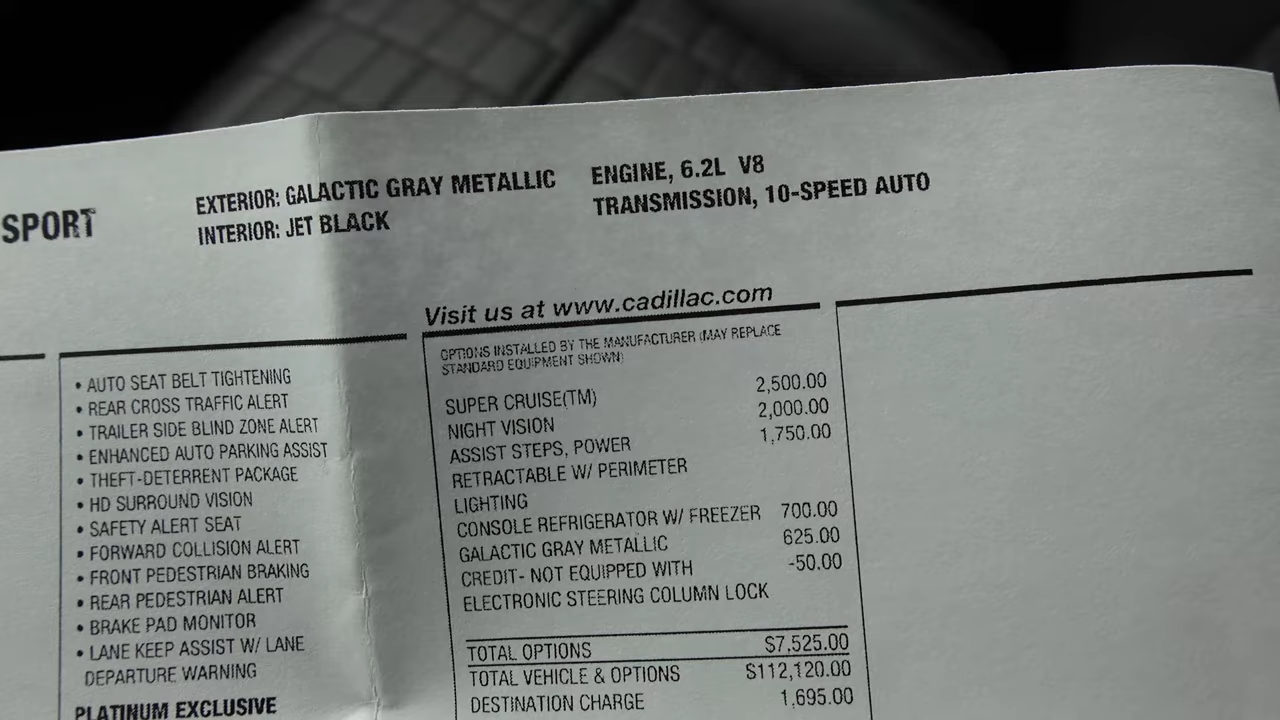 SPORT
EXTERIOR: GALACTIC GRAY METALLIC
INTERIOR: JET BLACK
ENGINE, 6.2L V8
TRANSMISSION, 10-SPEED AUTO
Visit us at www.cadillac.com
• AUTO SEAT BELT TIGHTENING
• REAR CROSS TRAFFIC ALERT
• TRAILER SIDE BLIND ZONE ALERT
• ENHANCED AUTO PARKING ASSIST
• THEFT-DETERRENT PACKAGE
• HD SURROUND VISION
• SAFETY ALERT SEAT
• FORWARD COLLISION ALERT
• FRONT PEDESTRIAN BRAKING
• REAR PEDESTRIAN ALERT
• BRAKE PAD MONITOR
• LANE KEEP ASSIST W/ LANE
DEPARTURE WARNING
PLATINUM EXCLUSIVE
OPTIONS INSTALLED BY THE MANUFACTURER (MAY REPLACE
STANDARD EQUIPMENT SHOWN)
SUPER CRUISE(TM) 2,500.00
NIGHT VISION 2,000.00
ASSIST STEPS, POWER 1,750.00
RETRACTABLE W/ PERIMETER
LIGHTING
CONSOLE REFRIGERATOR W/ FREEZER 700.00
GALACTIC GRAY METALLIC 625.00
CREDIT- NOT EQUIPPED WITH -50.00
ELECTRONIC STEERING COLUMN LOCK
TOTAL OPTIONS $7,525.00
TOTAL VEHICLE & OPTIONS $112,120.00
DESTINATION CHARGE 1,695.00